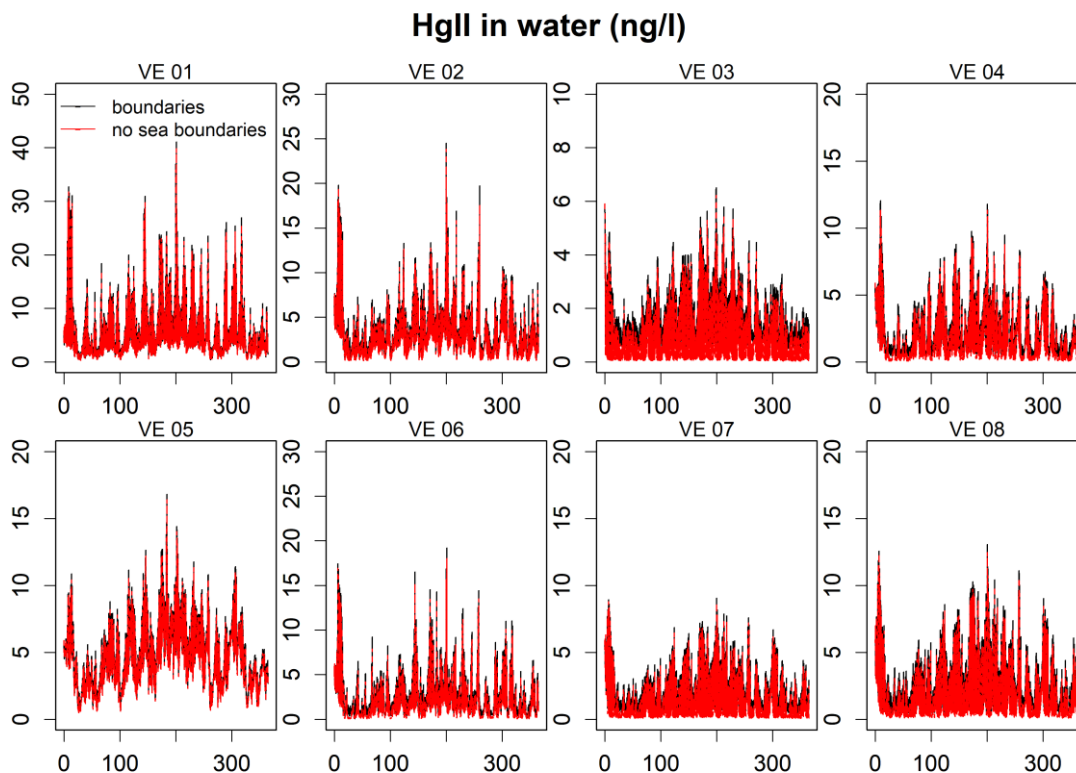 HgII in water (ng/l)
VE 01 VE 02 VE 03 VE 04
boundaries
no sea boundaries
50 40 30 20 10 0
30 25 20 15 10 5 0
10 8 6 4 2 0
20 15 10 5 0
0 100 300 0 100 300 0 100 300 0 100 300
VE 05 VE 06 VE 07 VE 08
20 15 10 5 0
30 25 20 15 10 5 0
20 15 10 5 0
20 15 10 5 0
0 100 300 0 100 300 0 100 300 0 100 300